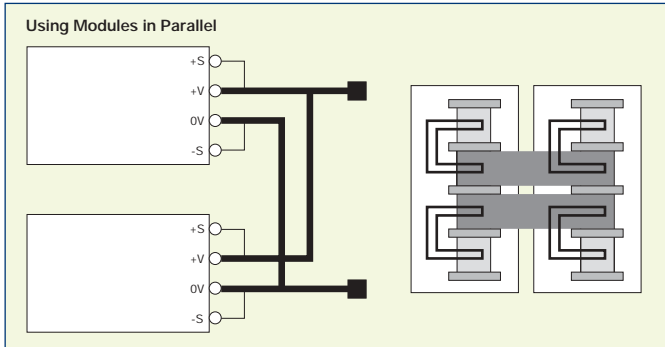 Using Modules in Parallel
+S
+V
0V
-S
+S
+V
0V
-S